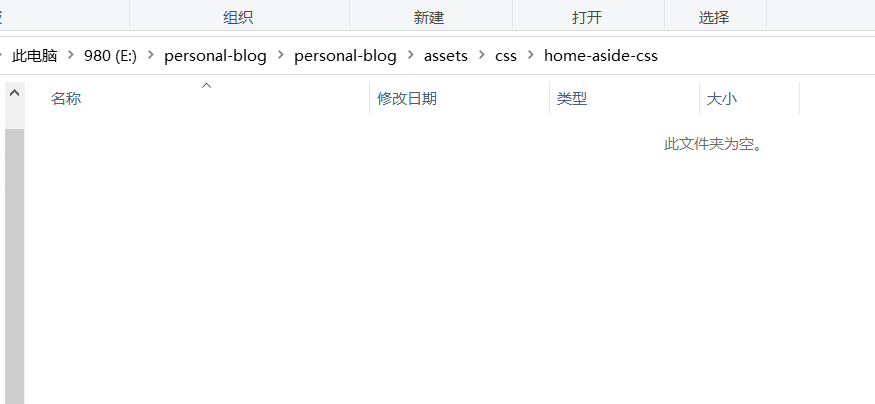 组织 新建 打开 选择
此电脑 > 980 (E:) > personal-blog > personal-blog > assets > css > home-aside-css
名称 修改日期 类型 大小
此文件夹为空。